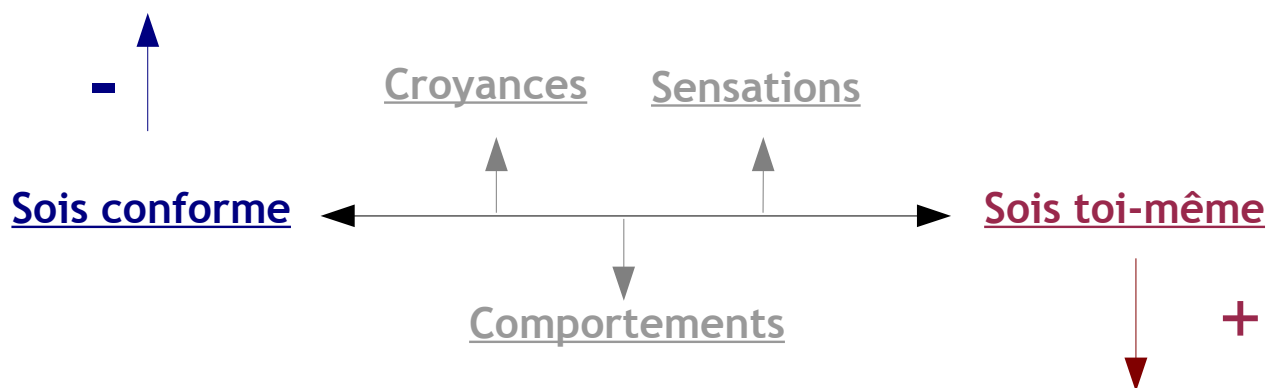 -
Croyances Sensations
Sois conforme Sois toi-même
Comportements
+